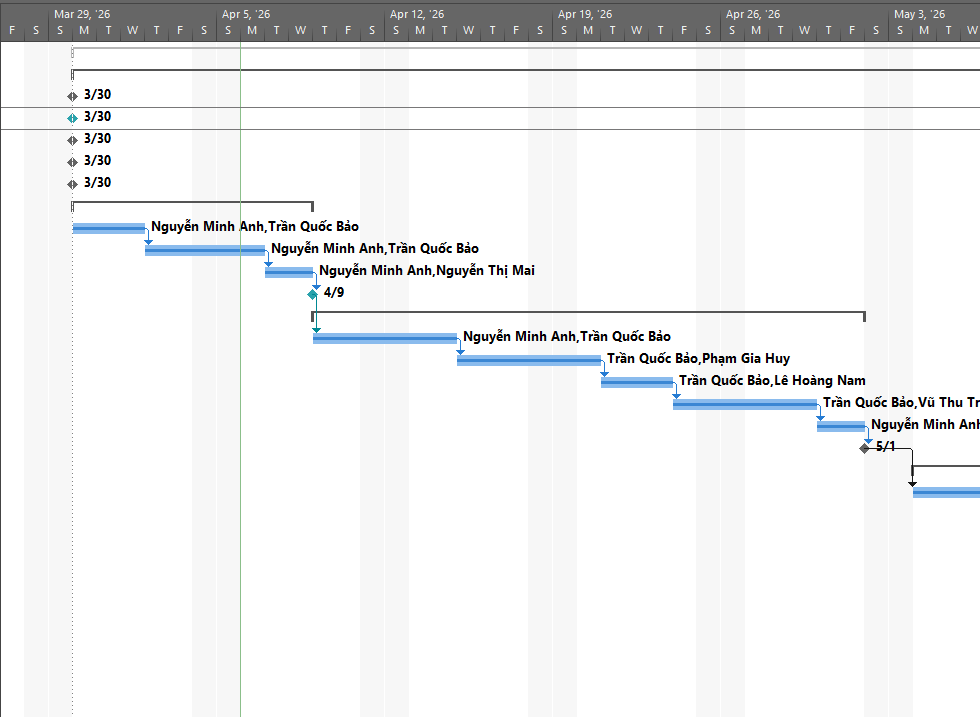 Mar 29, '26 Apr 5, '26 Apr 12, '26 Apr 19, '26 Apr 26, '26 May 3, '26
F S S M T W T F S S M T W T F S S M T W T F S S M T W T F S S M T W T F S S M T W
3/30
3/30
3/30
3/30
3/30
Nguyễn Minh Anh,Trần Quốc Bảo
Nguyễn Minh Anh,Trần Quốc Bảo
Nguyễn Minh Anh,Nguyễn Thị Mai
4/9
Nguyễn Minh Anh,Trần Quốc Bảo
Trần Quốc Bảo,Phạm Gia Huy
Trần Quốc Bảo,Lê Hoàng Nam
Trần Quốc Bảo,Vũ Thu Tr
Nguyễn Minh Anh
5/1